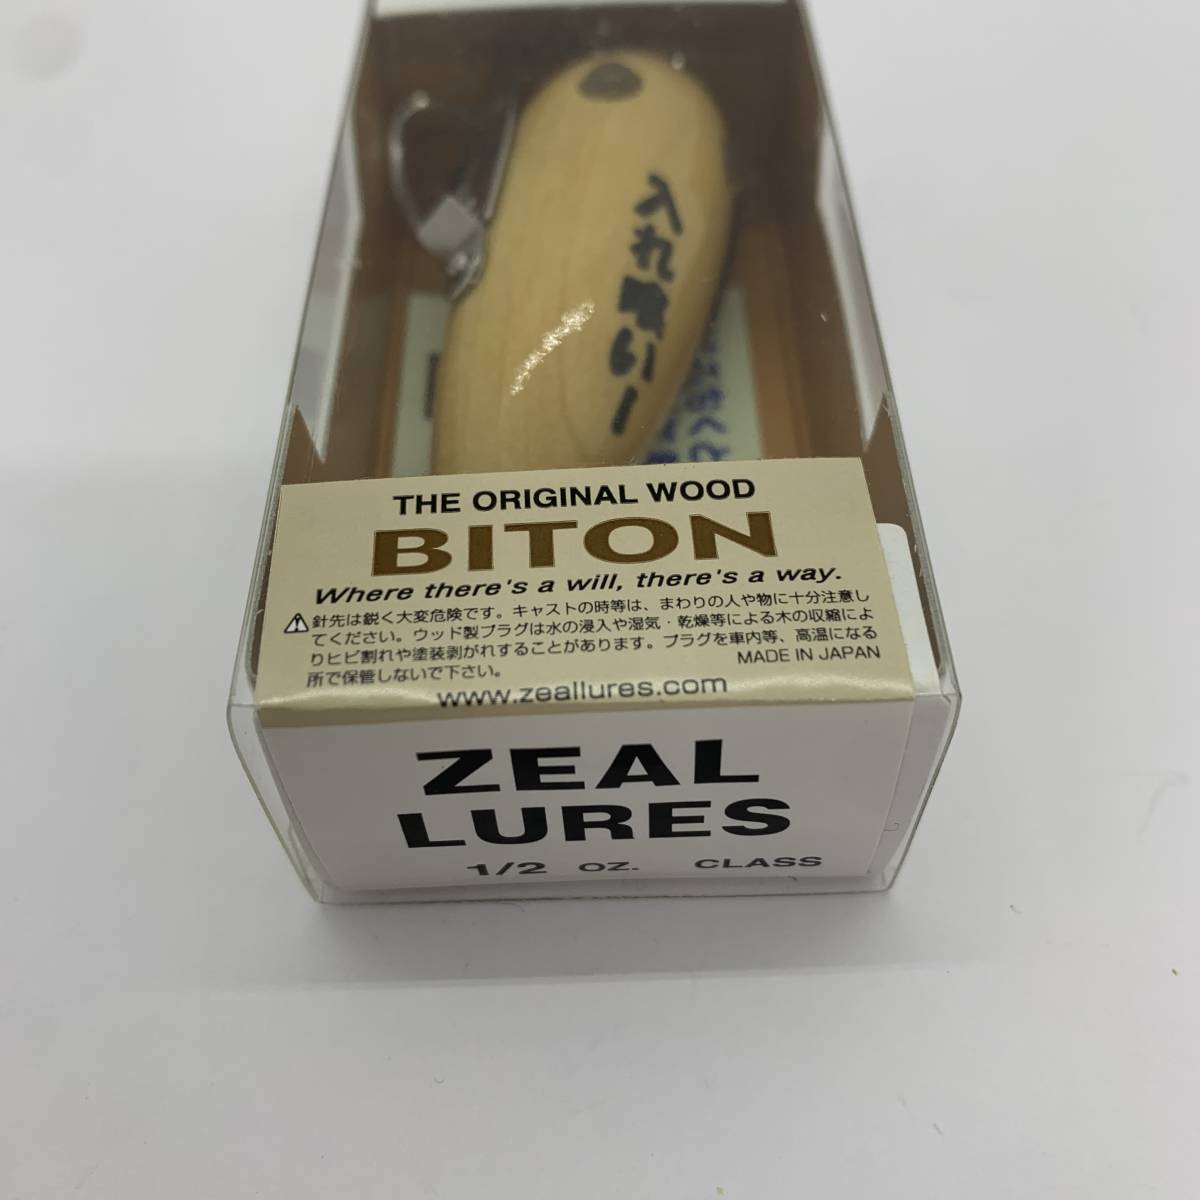 入れ喰いー
おくと
THE ORIGINAL WOOD
BITON
Where there's a will, there's a way.
針先は鋭く大変危険です。キャストの時等は、まわりの人や物に十分注意し
てください。ウッド製プラグは水の浸入や湿気・乾燥等による木の収縮によ
りヒビ割れや塗装剥がれすることがあります。プラグを車内等、高温になる
所で保管しないで下さい。
MADE IN JAPAN
www.zeallures.com
ZEAL
LURES
1/2 OZ. CLASS